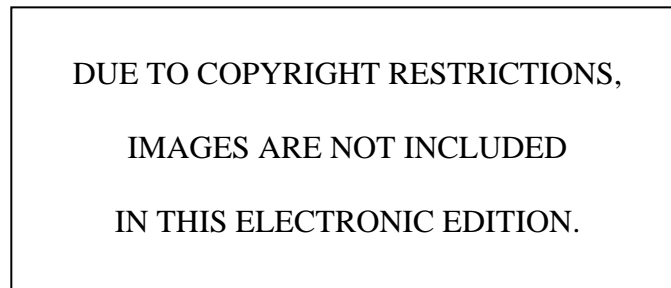 DUE TO COPYRIGHT RESTRICTIONS,
IMAGES ARE NOT INCLUDED
IN THIS ELECTRONIC EDITION.